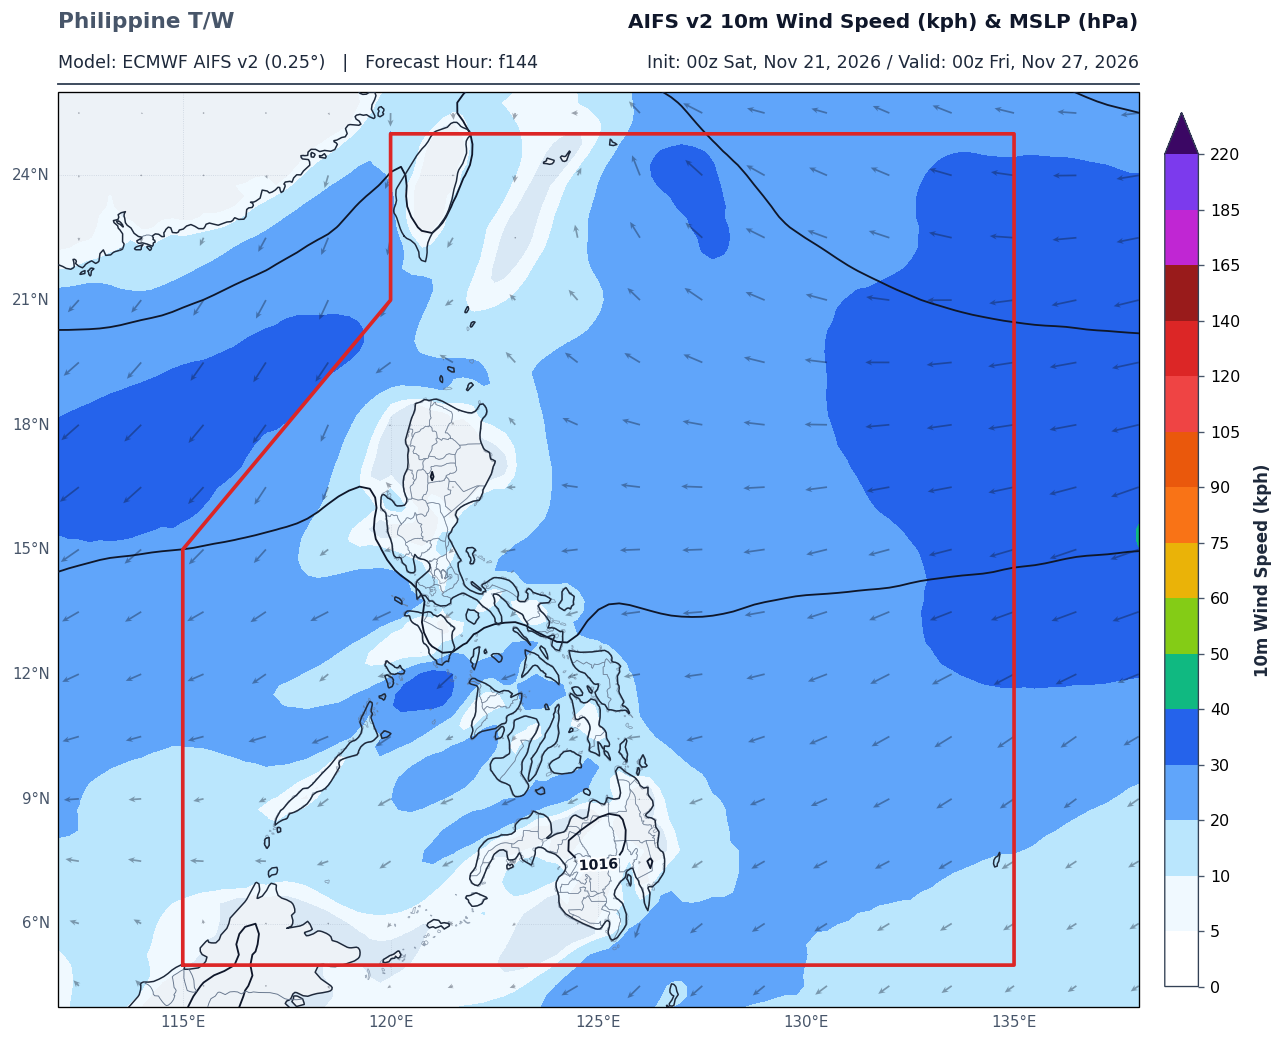 Philippine T/W
AIFS v2 10m Wind Speed (kph) & MSLP (hPa)
Model: ECMWF AIFS v2 (0.25°)   |   Forecast Hour: f144
Init: 00z Sat, Nov 21, 2026 / Valid: 00z Fri, Nov 27, 2026
24°N
21°N
18°N
15°N
12°N
9°N
6°N
1016
115°E
120°E
125°E
130°E
135°E
220
185
165
140
120
105
90
75
60
50
40
30
20
10
5
0
10m Wind Speed (kph)